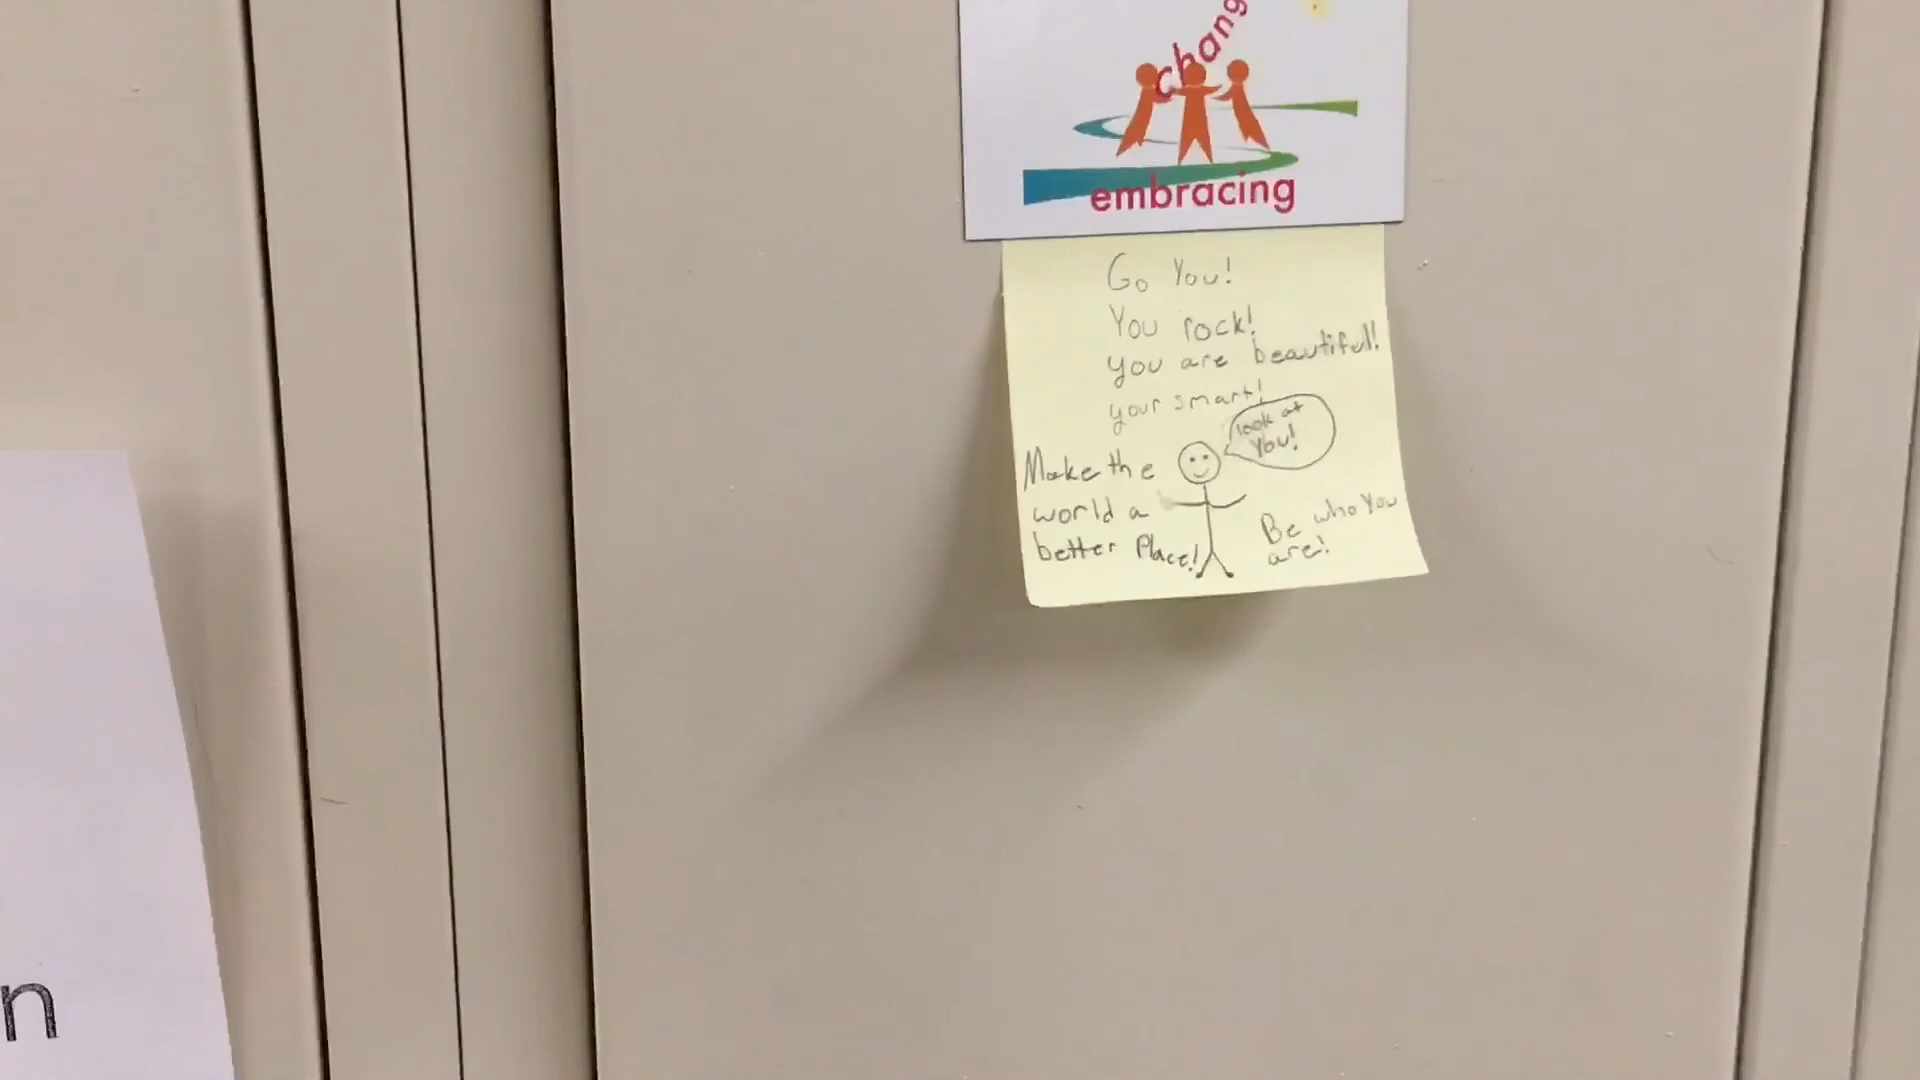 chang
embracing
Go You!
You rock!
you are beautiful!
your smart!
look at
You!
Make the
world a
better Place!
Be who You
are!
n